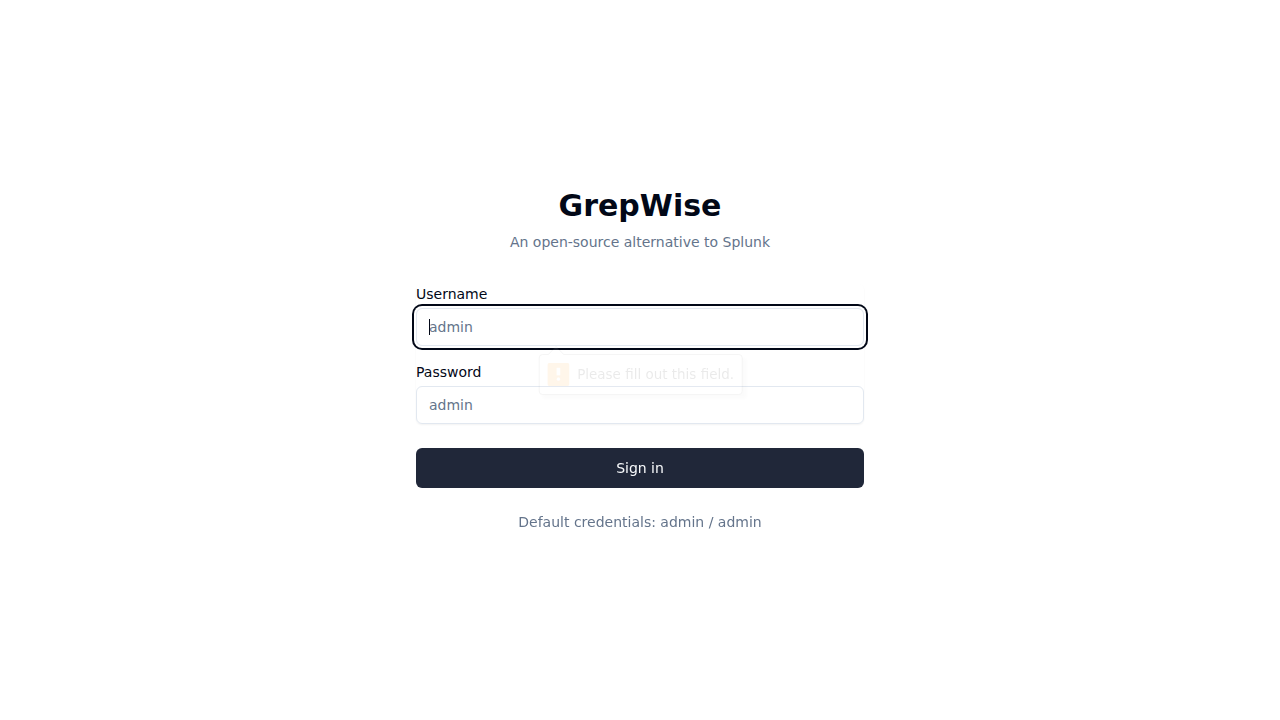 GrepWise
An open-source alternative to Splunk
Username
admin
Please fill out this field.
Password
admin
Sign in
Default credentials: admin / admin